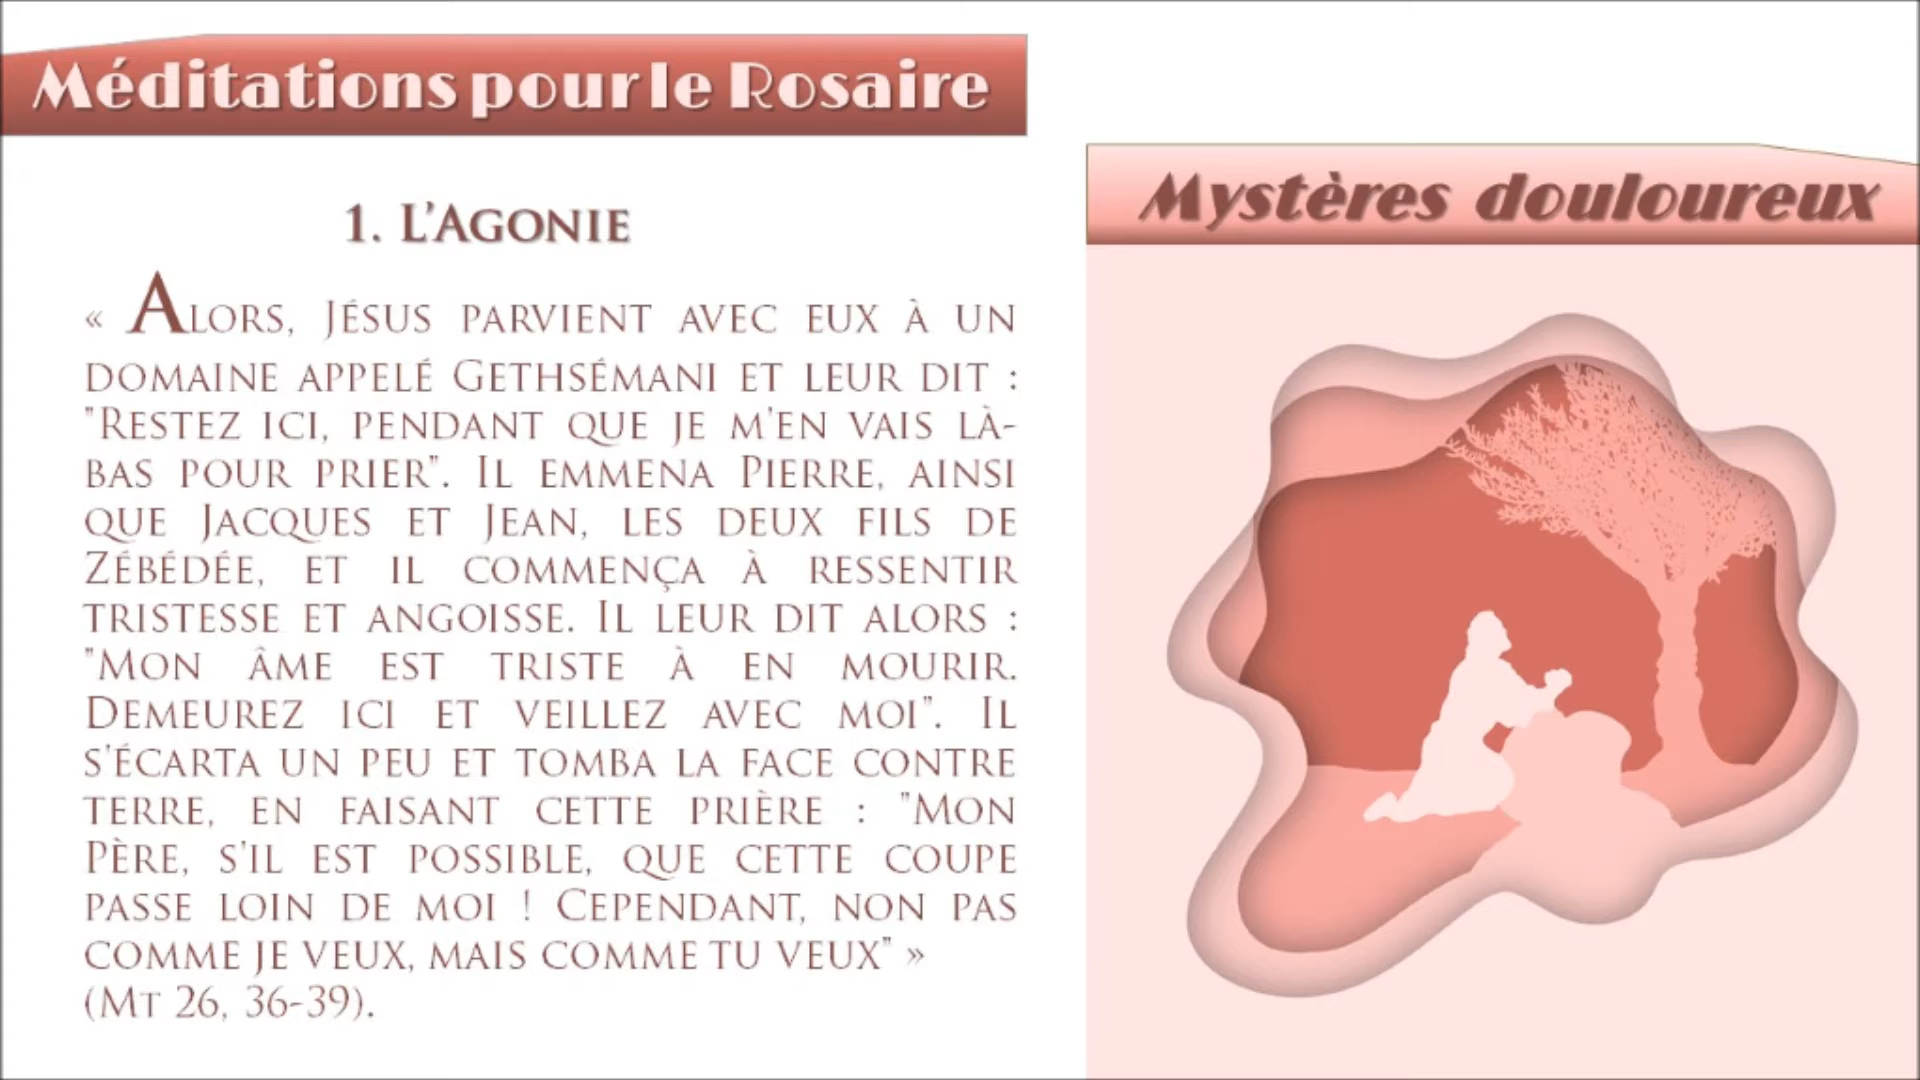 Méditations pour le Rosaire
Mystères douloureux
1. L'Agonie
« Alors, Jésus parvient avec eux à un
domaine appelé Gethsémani et leur dit :
"Restez ici, pendant que je m'en vais là-
bas pour prier". Il emmena Pierre, ainsi
que Jacques et Jean, les deux fils de
Zébédée, et il commença à ressentir
tristesse et angoisse. Il leur dit alors :
"Mon âme est triste à en mourir.
Demeurez ici et veillez avec moi". Il
s'écarta un peu et tomba la face contre
terre, en faisant cette prière : "Mon
Père, s'il est possible, que cette coupe
passe loin de moi ! Cependant, non pas
comme je veux, mais comme tu veux" »
(Mt 26, 36-39).